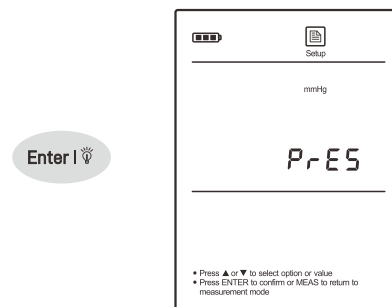 Setup
mmHg
Enter |
PrES
• Press ▲ or ▼ to select option or value
• Press ENTER to confirm or MEAS to return to
measurement mode